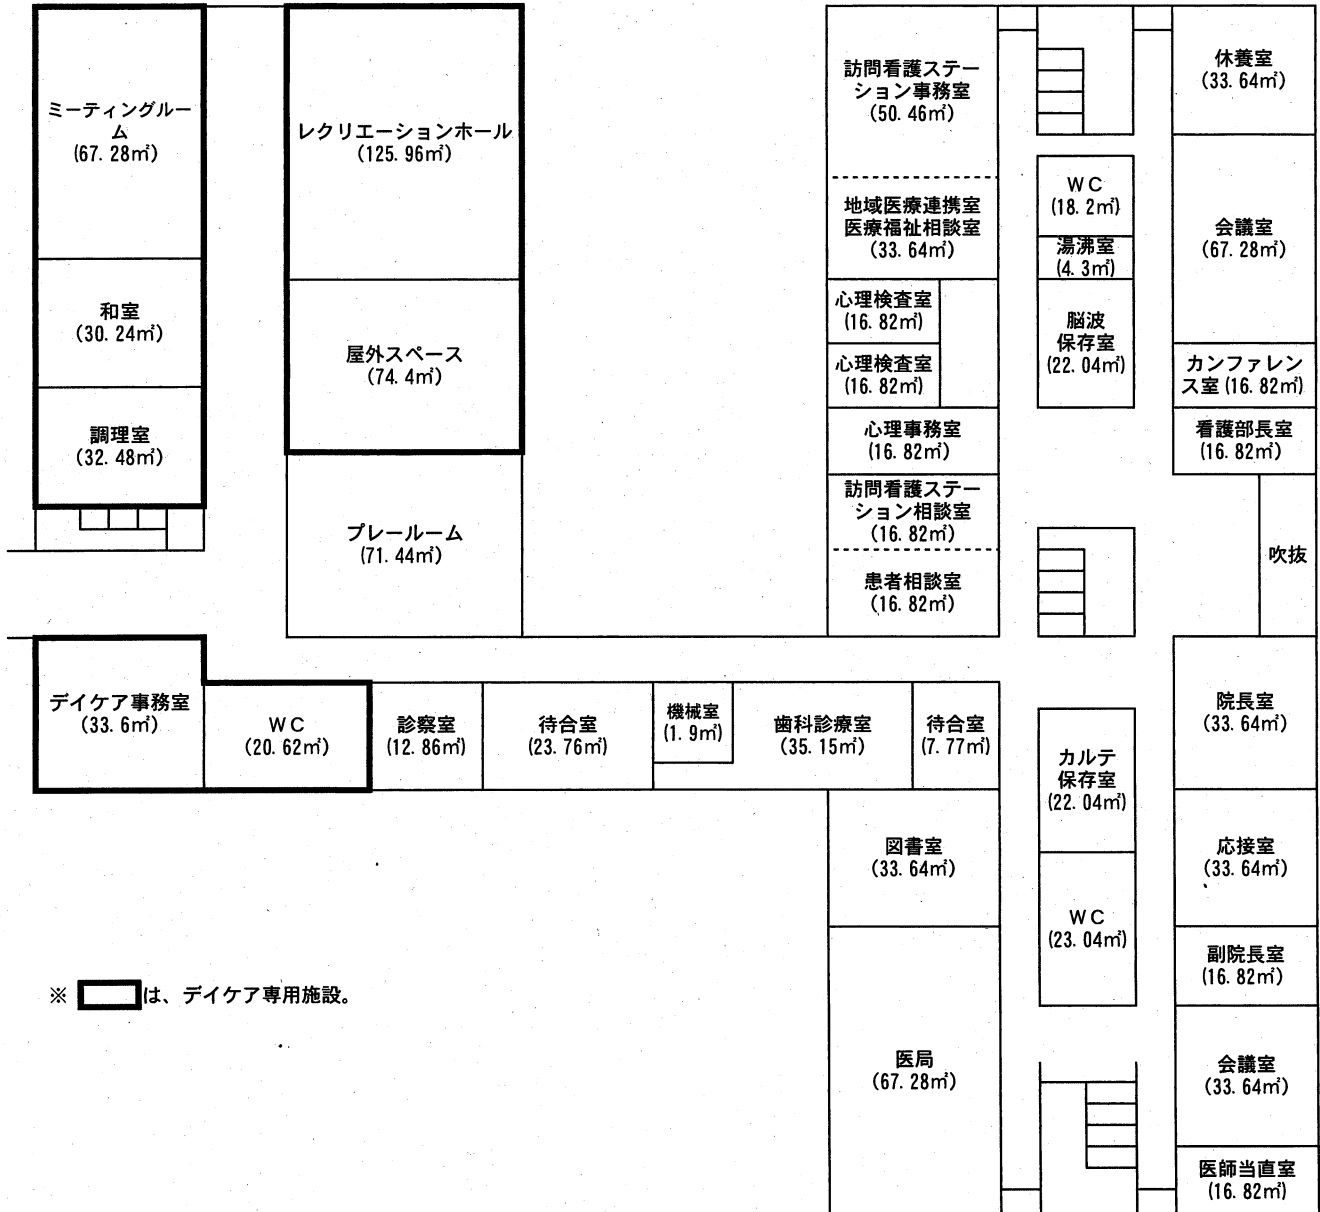 ミーティングルー
ム
(67.28㎡)
和室
(30.24㎡)
調理室
(32.48㎡)
レクリエーションホール
(125.96㎡)
屋外スペース
(74.4㎡)
プレールーム
(71.44㎡)
訪問看護ステー
ション事務室
(50.46㎡)
地域医療連携室
医療福祉相談室
(33.64㎡)
心理検査室
(16.82㎡)
心理検査室
(16.82㎡)
心理事務室
(16.82㎡)
訪問看護ステー
ション相談室
(16.82㎡)
患者相談室
(16.82㎡)
WC
(18.2㎡)
湯沸室
(4.3㎡)
脳波
保存室
(22.04㎡)
休養室
(33.64㎡)
会議室
(67.28㎡)
カンファレン
ス室(16.82㎡)
看護部長室
(16.82㎡)
吹抜
デイケア事務室
(33.6㎡)
WC
(20.62㎡)
診察室
(12.86㎡)
待合室
(23.76㎡)
機械室
(1.9㎡)
歯科診療室
(35.15㎡)
待合室
(7.77㎡)
図書室
(33.64㎡)
医局
(67.28㎡)
カルテ
保存室
(22.04㎡)
WC
(23.04㎡)
院長室
(33.64㎡)
応接室
(33.64㎡)
副院長室
(16.82㎡)
会議室
(33.64㎡)
医師当直室
(16.82㎡)
※ は、デイケア専用施設。